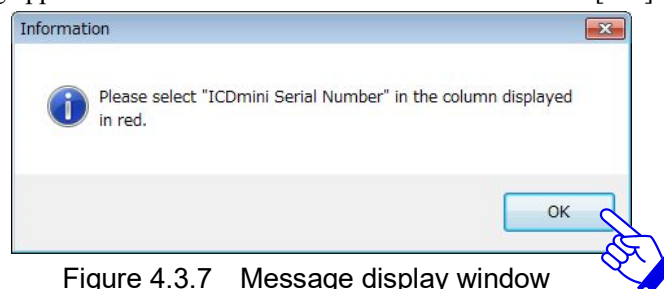 Information
Please select "ICDmini Serial Number" in the column displayed
in red.
OK
Figure 4.3.7 Message display window